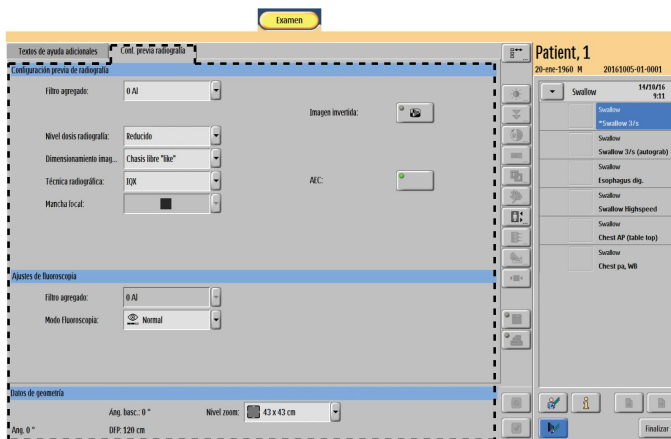 Examen
Textos de ayuda adicionales
Conf. previa radiografía
Configuración previa de radiografía
Filtro agregado:
0 Al
Imagen invertida:
Nivel dosis radiografía:
Reducido
Dimensionamiento imag...
Chasis libre "like"
Técnica radiográfica:
IQX
AEC:
Mancha focal:
Ajustes de fluoroscopia
Filtro agregado:
0 Al
Modo Fluoroscopia:
Normal
Datos de geometría
Áng. basc.: 0 °
Nivel zoom:
43 x 43 cm
Ang. 0 °
DFP: 120 cm
Patient, 1
20-ene-1960 M 20161005-01-0001
Swallow
14/10/16
9:11
Swallow
*Swallow 3/s
Swallow
Swallow 3/s (autograb)
Swallow
Esophagus dig.
Swallow
Swallow Highspeed
Swallow
Chest AP (table top)
Swallow
Chest pa, WB
Finalizar